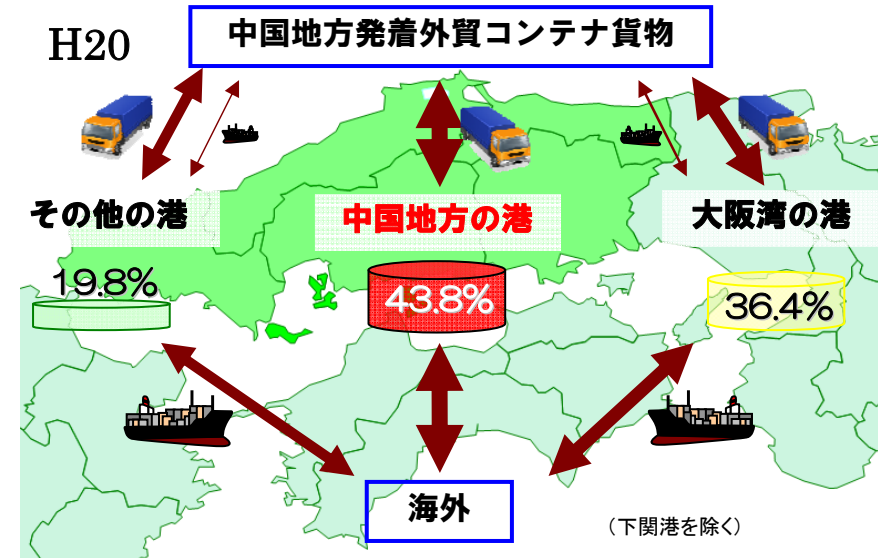 H20
中国地方発着外貿コンテナ貨物
その他の港
中国地方の港
大阪湾の港
19.8%
43.8%
36.4%
海外
(下関港を除く)